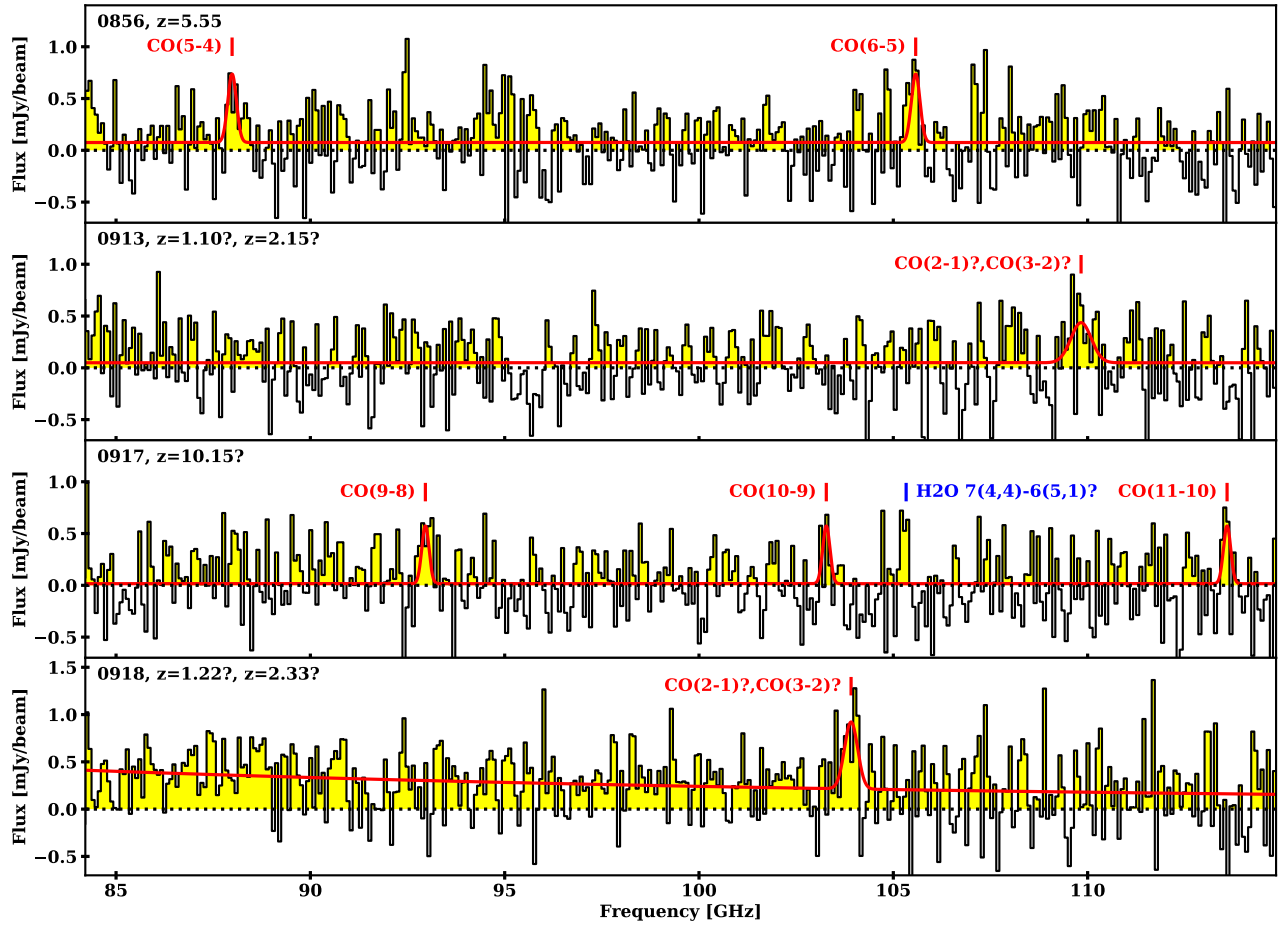 0856, z=5.55
CO(5-4)
CO(6-5)
1.0
0.5
0.0
−0.5
Flux [mJy/beam]
0913, z=1.10?, z=2.15?
CO(2-1)?,CO(3-2)?
1.0
0.5
0.0
−0.5
Flux [mJy/beam]
0917, z=10.15?
CO(9-8)
CO(10-9)
H2O 7(4,4)-6(5,1)?
CO(11-10)
1.0
0.5
0.0
−0.5
Flux [mJy/beam]
0918, z=1.22?, z=2.33?
CO(2-1)?,CO(3-2)?
1.5
1.0
0.5
0.0
−0.5
Flux [mJy/beam]
85 90 95 100 105 110
Frequency [GHz]